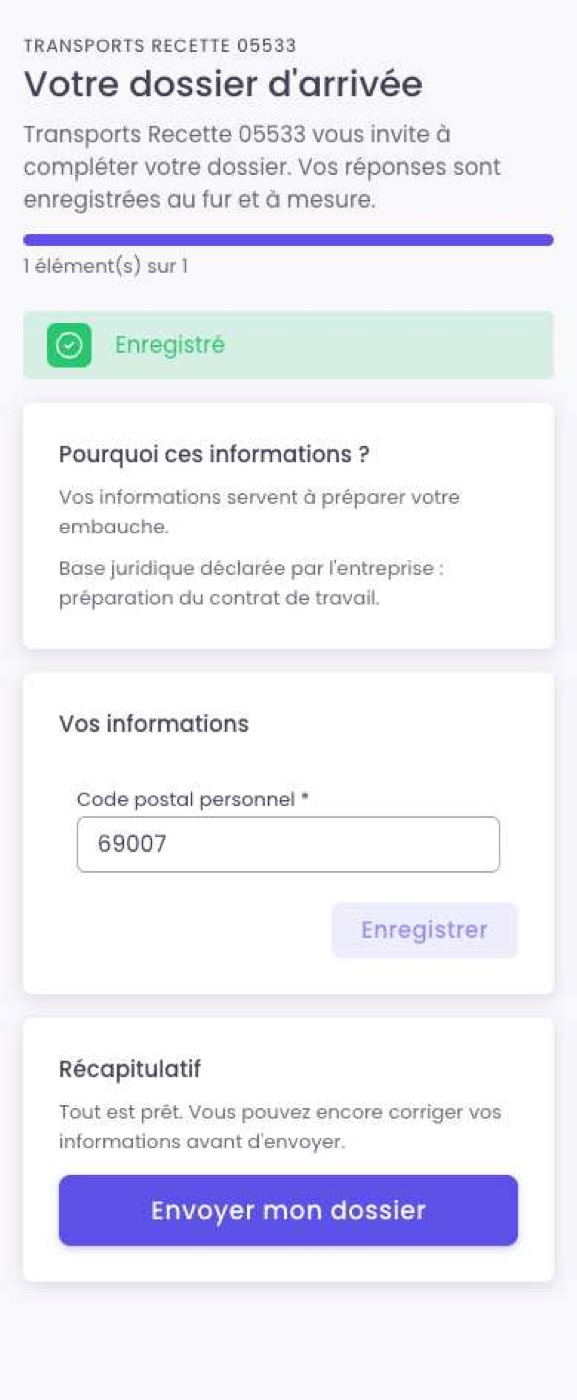 TRANSPORTS RECETTE 05533
Votre dossier d'arrivée
Transports Recette 05533 vous invite à
compléter votre dossier. Vos réponses sont
enregistrées au fur et à mesure.
1 élément(s) sur 1
Enregistré
Pourquoi ces informations ?
Vos informations servent à préparer votre
embauche.
Base juridique déclarée par l'entreprise :
préparation du contrat de travail.
Vos informations
Code postal personnel *
69007
Enregistrer
Récapitulatif
Tout est prêt. Vous pouvez encore corriger vos
informations avant d'envoyer.
Envoyer mon dossier